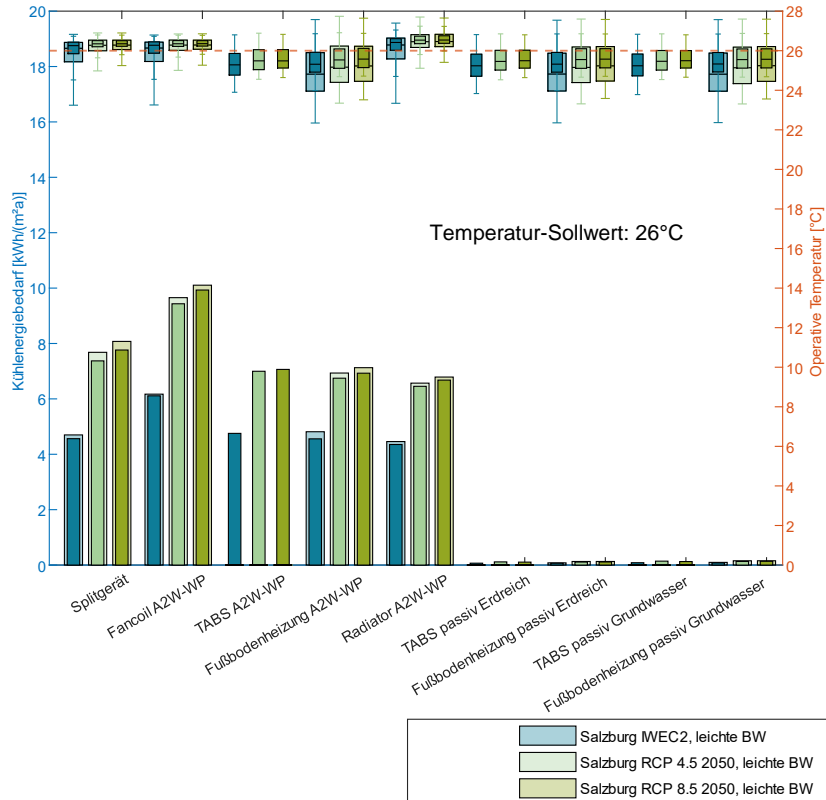 20
18
16
14
12
10
8
6
4
2
0
Kühlenergiebedarf [kWh/(m²a)]
28
26
24
22
20
18
16
14
12
10
8
6
4
2
0
Operative Temperatur [°C]
Temperatur-Sollwert: 26°C
Splitgerät
Fancoil A2W-WP
TABS A2W-WP
Fußbodenheizung A2W-WP
Radiator A2W-WP
TABS passiv Erdreich
Fußbodenheizung passiv Erdreich
TABS passiv Grundwasser
Fußbodenheizung passiv Grundwasser
Salzburg IWEC2, leichte BW
Salzburg RCP 4.5 2050, leichte BW
Salzburg RCP 8.5 2050, leichte BW